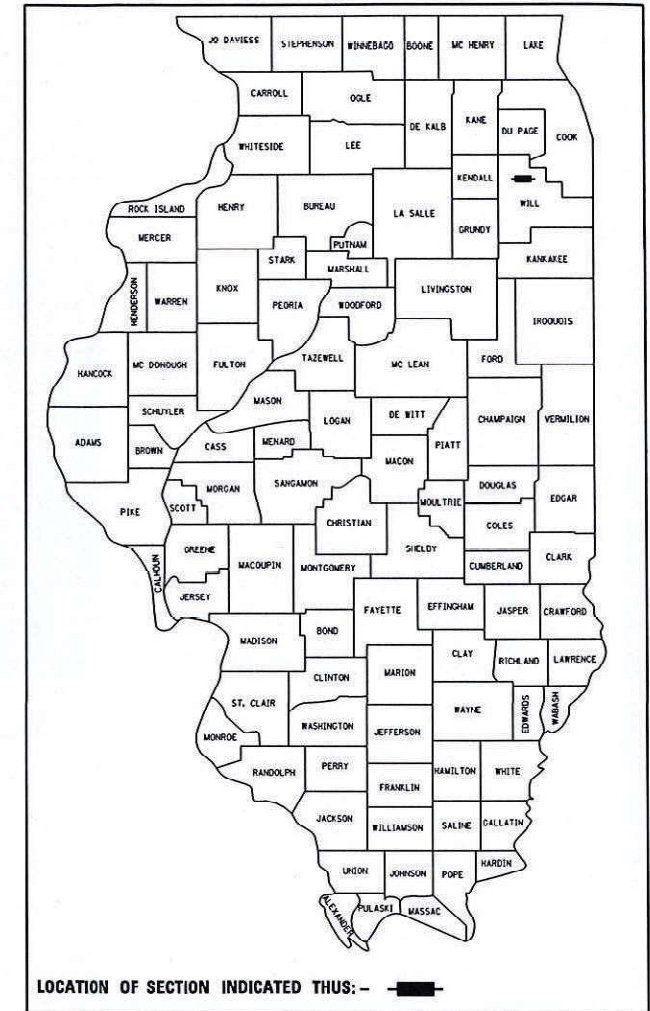 JO DAVIESS STEPHENSON WINNEBAGO BOONE MC HENRY LAKE
CARROLL OGLE DE KALB KANE DU PAGE COOK
WHITESIDE LEE
KENDALL
ROCK ISLAND HENRY BUREAU LA SALLE WILL
MERCER PUTNAM GRUNDY
STARK MARSHALL KANKAKEE
HENDERSON WARREN KNOX PEORIA WOODFORD LIVINGSTON IROQUOIS
HANCOCK MC DONOUGH FULTON TAZEWELL MC LEAN FORD
SCHUYLER MASON LOGAN DE WITT CHAMPAIGN VERMILION
ADAMS BROWN CASS MENARD MACON PIATT
PIKE SCOTT MORGAN SANGAMON MOULTRIE DOUGLAS EDGAR
CHRISTIAN COLES
CALHOUN GREENE MACOUPIN MONTGOMERY SHELBY CUMBERLAND CLARK
JERSEY
FAYETTE EFFINGHAM JASPER CRAWFORD
MADISON BOND
CLINTON MARION CLAY RICHLAND LAWRENCE
ST. CLAIR WAYNE EDWARDS WABASH
MONROE WASHINGTON JEFFERSON
RANDOLPH PERRY HAMILTON WHITE
FRANKLIN
JACKSON WILLIAMSON SALINE GALLATIN
UNION JOHNSON POPE HARDIN
ALEXANDER PULASKI MASSAC
LOCATION OF SECTION INDICATED THUS:–